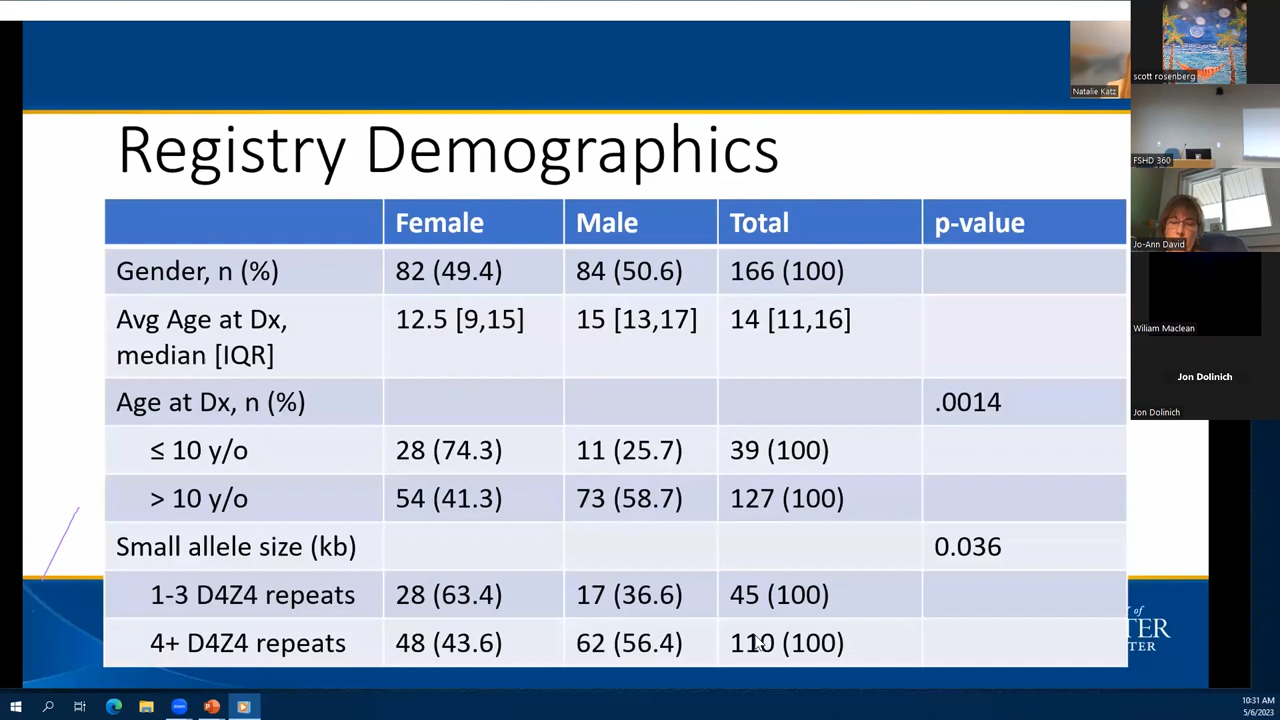 Registry Demographics
Female Male Total p-value
Gender, n (%) 82 (49.4) 84 (50.6) 166 (100)
Avg Age at Dx, 12.5 [9,15] 15 [13,17] 14 [11,16]
median [IQR]
Age at Dx, n (%) .0014
≤ 10 y/o 28 (74.3) 11 (25.7) 39 (100)
> 10 y/o 54 (41.3) 73 (58.7) 127 (100)
Small allele size (kb) 0.036
1-3 D4Z4 repeats 28 (63.4) 17 (36.6) 45 (100)
4+ D4Z4 repeats 48 (43.6) 62 (56.4) 110 (100)
of
TER
TER
Natalie Katz
scott rosenberg
FSHD 360
Jo-Ann David
Wiliam Maclean
Jon Dolinich
Jon Dolinich
zoom
10:31 AM
5/6/2023